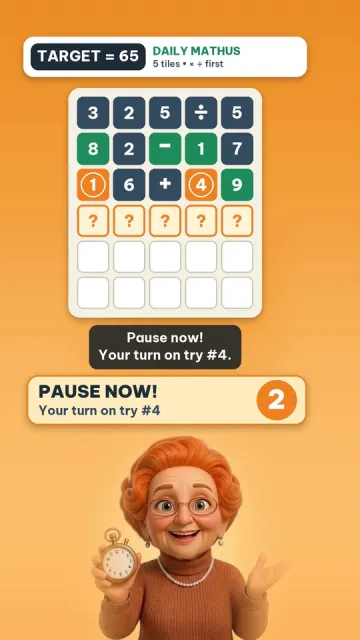 TARGET = 65
DAILY MATHUS
5 tiles • × ÷ first
3 2 5 ÷ 5
8 2 - 1 7
1 6 + 4 9
? ? ? ? ?
Pause now!
Your turn on try #4.
PAUSE NOW!
Your turn on try #4
2